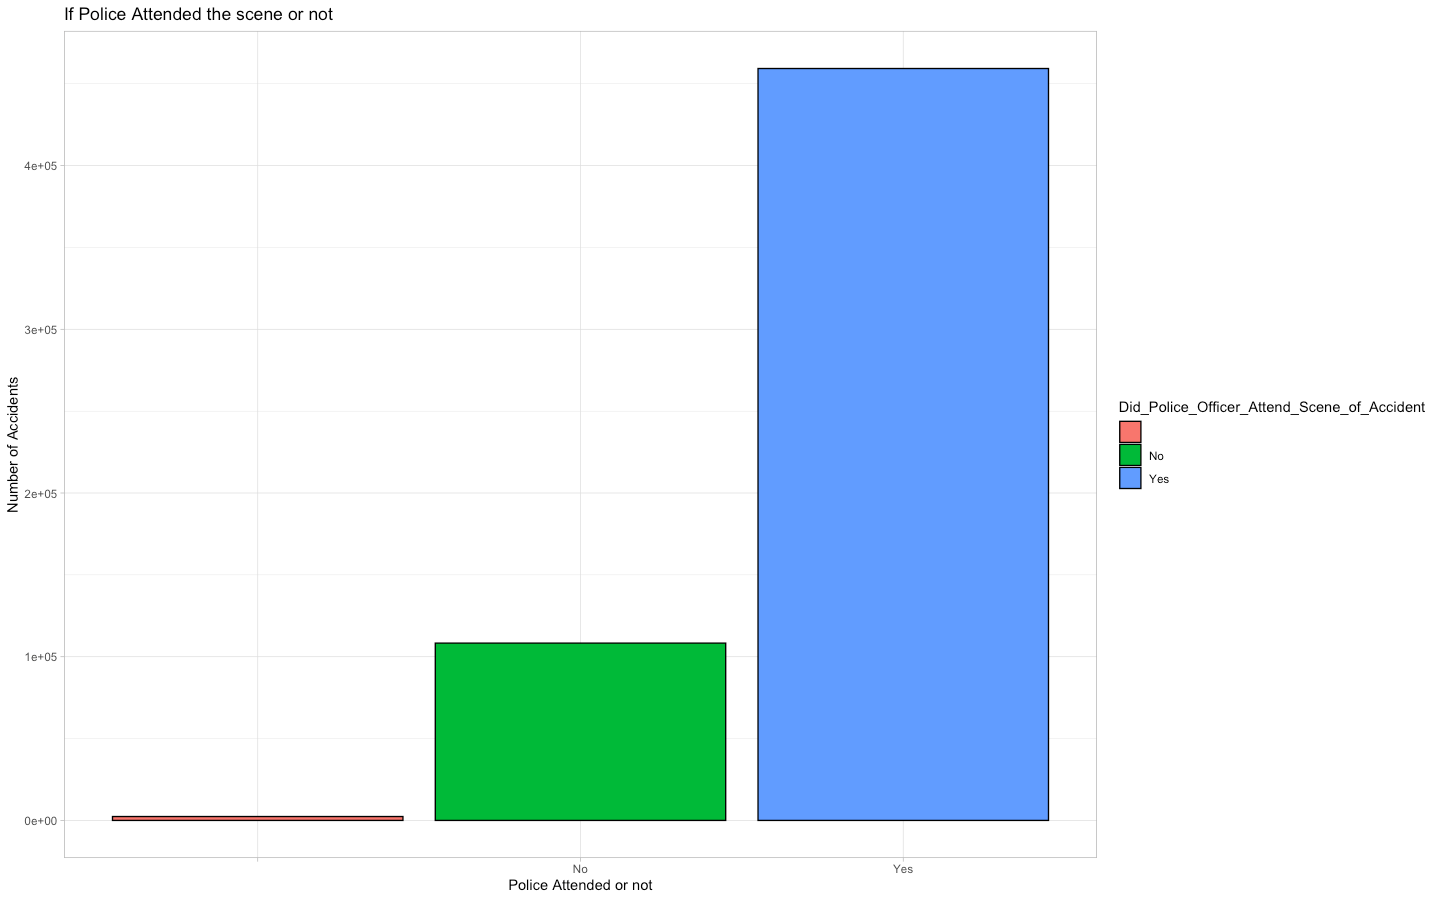 If Police Attended the scene or not
Number of Accidents
4e+05
3e+05
2e+05
1e+05
0e+00
No
Yes
Police Attended or not
Did_Police_Officer_Attend_Scene_of_Accident
No
Yes